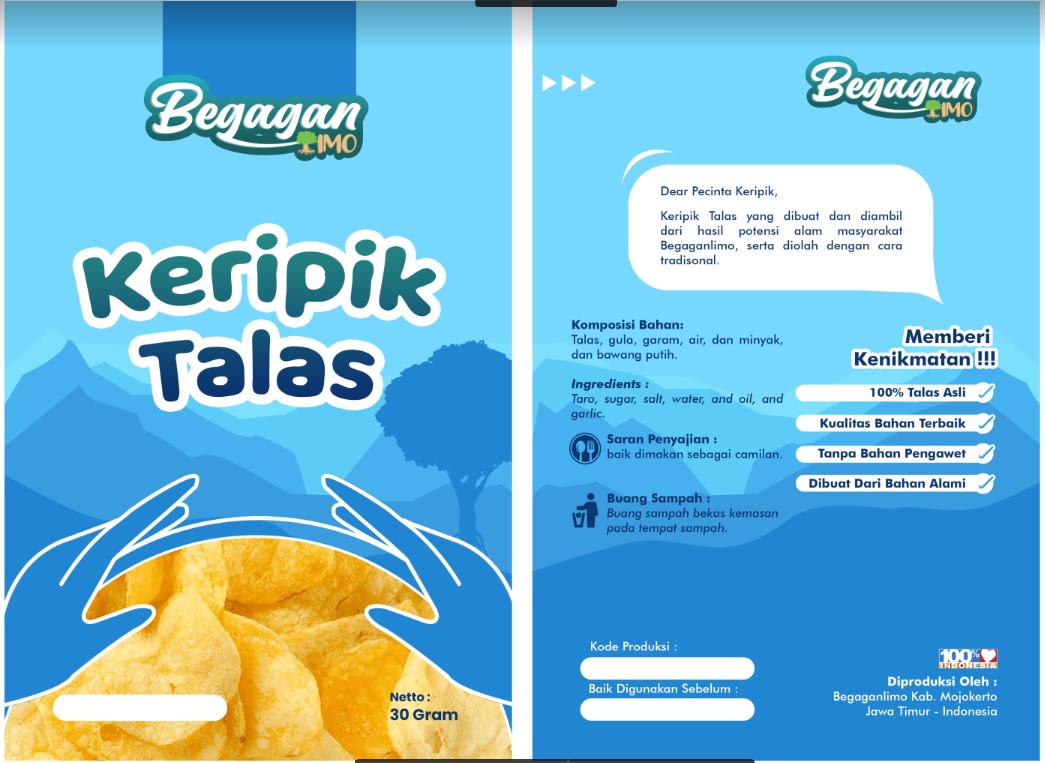 Begagan
LIMO
Keripik
Talas
Netto :
30 Gram
Begagan
LIMO
Dear Pecinta Keripik,
Keripik Talas yang dibuat dan diambil
dari hasil potensi alam masyarakat
Begaganlimo, serta diolah dengan cara
tradisonal.
Komposisi Bahan:
Talas, gula, garam, air, dan minyak,
dan bawang putih.
Ingredients :
Taro, sugar, salt, water, and oil, and
garlic.
Saran Penyajian :
baik dimakan sebagai camilan.
Buang Sampah :
Buang sampah bekas kemasan
pada tempat sampah.
Memberi
Kenikmatan !!!
100% Talas Asli
Kualitas Bahan Terbaik
Tanpa Bahan Pengawet
Dibuat Dari Bahan Alami
Kode Produksi :
Baik Digunakan Sebelum :
100%
INDONESIA
Diproduksi Oleh :
Begaganlimo Kab. Mojokerto
Jawa Timur - Indonesia